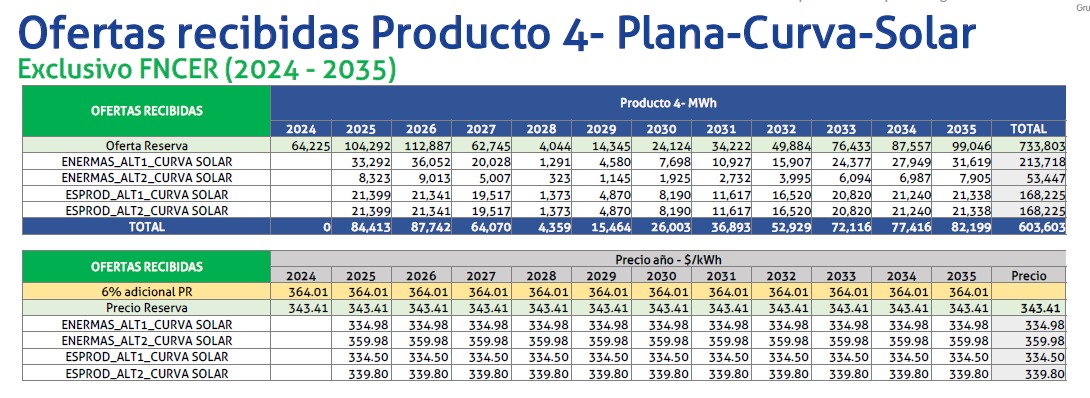 Gru
Ofertas recibidas Producto 4- Plana-Curva-Solar
Exclusivo FNCER (2024 - 2035)
OFERTAS RECIBIDAS Producto 4- MWh
2024 2025 2026 2027 2028 2029 2030 2031 2032 2033 2034 2035 TOTAL
Oferta Reserva 64,225 104,292 112,887 62,745 4,044 14,345 24,124 34,222 49,884 76,433 87,557 99,046 733,803
ENERMAS_ALT1_CURVA SOLAR 33,292 36,052 20,028 1,291 4,580 7,698 10,927 15,907 24,377 27,949 31,619 213,718
ENERMAS_ALT2_CURVA SOLAR 8,323 9,013 5,007 323 1,145 1,925 2,732 3,995 6,094 6,987 7,905 53,447
ESPROD_ALT1_CURVA SOLAR 21,399 21,341 19,517 1,373 4,870 8,190 11,617 16,520 20,820 21,240 21,338 168,225
ESPROD_ALT2_CURVA SOLAR 21,399 21,341 19,517 1,373 4,870 8,190 11,617 16,520 20,820 21,240 21,338 168,225
TOTAL 0 84,413 87,742 64,070 4,359 15,464 26,003 36,893 52,929 72,116 77,416 82,199 603,603
OFERTAS RECIBIDAS Precio año - $/kWh
2024 2025 2026 2027 2028 2029 2030 2031 2032 2033 2034 2035 Precio
6% adicional PR 364.01 364.01 364.01 364.01 364.01 364.01 364.01 364.01 364.01 364.01 364.01 364.01
Precio Reserva 343.41 343.41 343.41 343.41 343.41 343.41 343.41 343.41 343.41 343.41 343.41 343.41 343.41
ENERMAS_ALT1_CURVA SOLAR 334.98 334.98 334.98 334.98 334.98 334.98 334.98 334.98 334.98 334.98 334.98 334.98
ENERMAS_ALT2_CURVA SOLAR 359.98 359.98 359.98 359.98 359.98 359.98 359.98 359.98 359.98 359.98 359.98 359.98
ESPROD_ALT1_CURVA SOLAR 334.50 334.50 334.50 334.50 334.50 334.50 334.50 334.50 334.50 334.50 334.50 334.50
ESPROD_ALT2_CURVA SOLAR 339.80 339.80 339.80 339.80 339.80 339.80 339.80 339.80 339.80 339.80 339.80 339.80